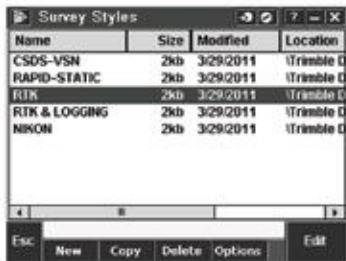 Survey Styles ? - X
Name Size Modified Location
CSDS-VSN 2kb 3/29/2011 \Trimble D
RAPID-STATIC 2kb 3/29/2011 \Trimble D
RTK 2kb 3/29/2011 \Trimble D
RTK & LOGGING 2kb 3/29/2011 \Trimble D
NIKON 2kb 3/29/2011 \Trimble D
Esc New Copy Delete Options Edit